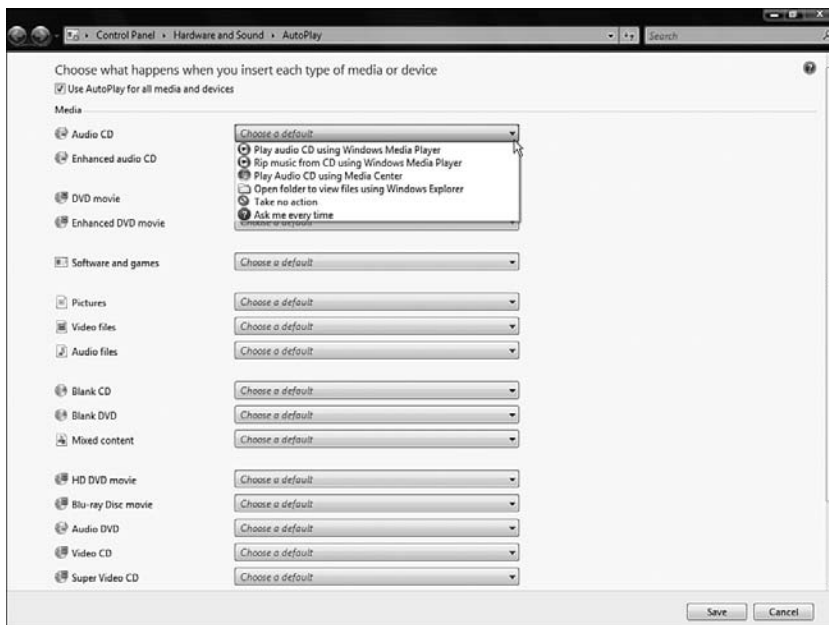 Control Panel ▸ Hardware and Sound ▸ AutoPlay
Search
Choose what happens when you insert each type of media or device
Use AutoPlay for all media and devices
Media
Audio CD Choose a default
Play audio CD using Windows Media Player
Rip music from CD using Windows Media Player
Play Audio CD using Media Center
Open folder to view files using Windows Explorer
Take no action
Ask me every time
Enhanced audio CD
DVD movie
Enhanced DVD movie Choose a default
Software and games Choose a default
Pictures Choose a default
Video files Choose a default
Audio files Choose a default
Blank CD Choose a default
Blank DVD Choose a default
Mixed content Choose a default
HD DVD movie Choose a default
Blu-ray Disc movie Choose a default
Audio DVD Choose a default
Video CD Choose a default
Super Video CD Choose a default
Save Cancel